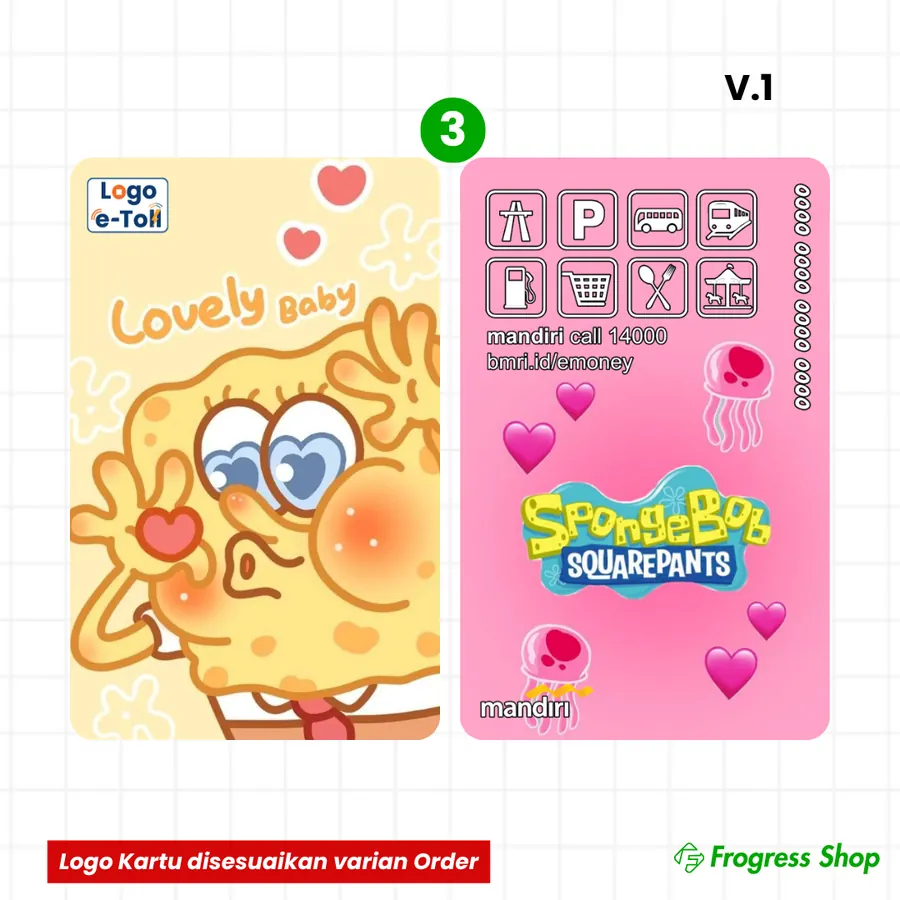 V.1
3
Logo
e-Toll
Lovely Baby
P
mandiri call 14000
bmri.id/emoney
0000 0000 0000 0000
SpongeBob
SQUAREPANTS
mandırı
Logo Kartu disesuaikan varian Order
Frogress Shop